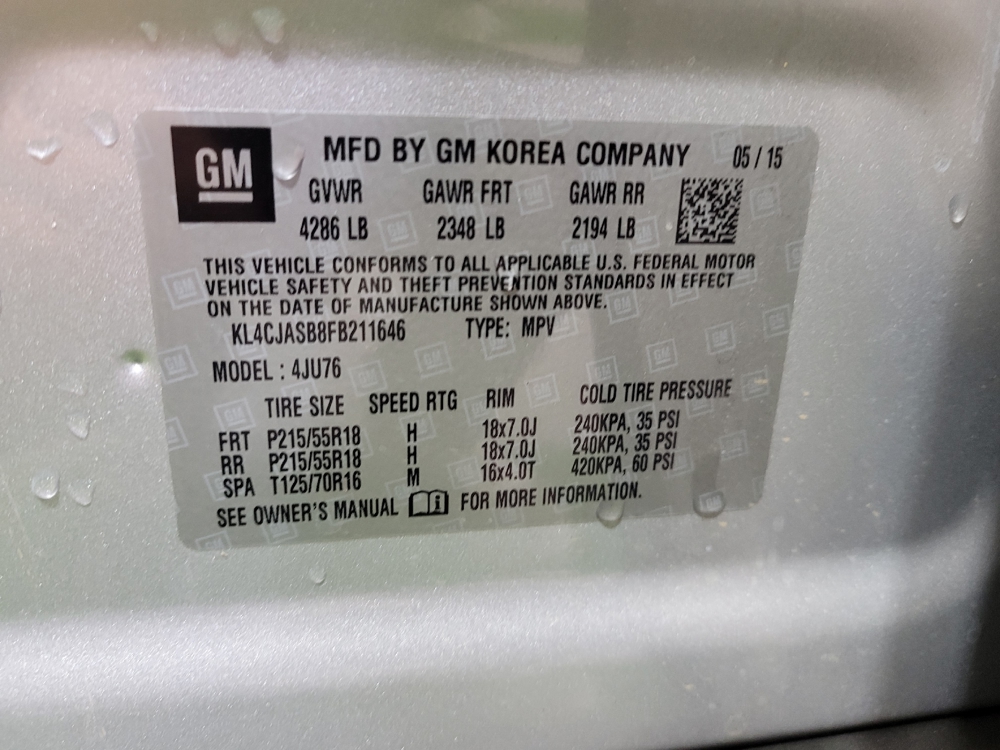 GM
MFD BY GM KOREA COMPANY 05 / 15
GVWR GAWR FRT GAWR RR
4286 LB 2348 LB 2194 LB
THIS VEHICLE CONFORMS TO ALL APPLICABLE U.S. FEDERAL MOTOR
VEHICLE SAFETY AND THEFT PREVENTION STANDARDS IN EFFECT
ON THE DATE OF MANUFACTURE SHOWN ABOVE.
KL4CJASB8FB211646 TYPE: MPV
MODEL : 4JU76
TIRE SIZE SPEED RTG RIM COLD TIRE PRESSURE
FRT P215/55R18 H 18x7.0J 240KPA, 35 PSI
RR P215/55R18 H 18x7.0J 240KPA, 35 PSI
SPA T125/70R16 M 16x4.0T 420KPA, 60 PSI
SEE OWNER'S MANUAL FOR MORE INFORMATION.